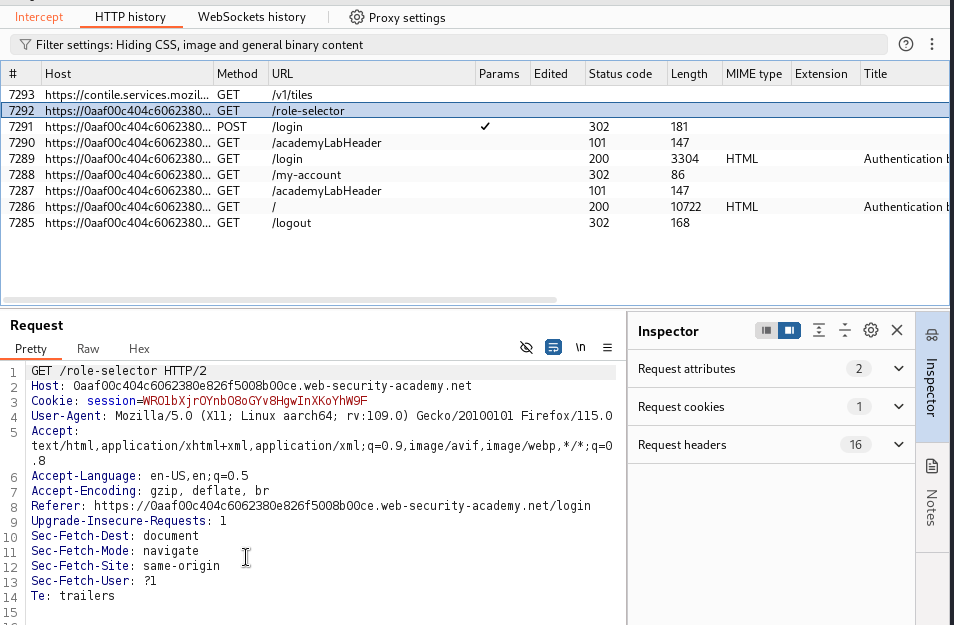 Intercept HTTP history WebSockets history Proxy settings
Filter settings: Hiding CSS, image and general binary content
# Host Method URL Params Edited Status code Length MIME type Extension Title
7293 https://contile.services.mozil... GET /v1/tiles
7292 https://0aaf00c404c6062380... GET /role-selector
7291 https://0aaf00c404c6062380... POST /login ✓ 302 181
7290 https://0aaf00c404c6062380... GET /academyLabHeader 101 147
7289 https://0aaf00c404c6062380... GET /login 200 3304 HTML Authentication b
7288 https://0aaf00c404c6062380... GET /my-account 302 86
7287 https://0aaf00c404c6062380... GET /academyLabHeader 101 147
7286 https://0aaf00c404c6062380... GET / 200 10722 HTML Authentication b
7285 https://0aaf00c404c6062380... GET /logout 302 168
Request
Pretty Raw Hex \n
1 GET /role-selector HTTP/2
2 Host: 0aaf00c404c6062380e826f5008b00ce.web-security-academy.net
3 Cookie: session=WRO1bXjrOYnbO8oGYv8HgwInXKoYhW9F
4 User-Agent: Mozilla/5.0 (X11; Linux aarch64; rv:109.0) Gecko/20100101 Firefox/115.0
5 Accept:
text/html,application/xhtml+xml,application/xml;q=0.9,image/avif,image/webp,*/*;q=0
.8
6 Accept-Language: en-US,en;q=0.5
7 Accept-Encoding: gzip, deflate, br
8 Referer: https://0aaf00c404c6062380e826f5008b00ce.web-security-academy.net/login
9 Upgrade-Insecure-Requests: 1
10 Sec-Fetch-Dest: document
11 Sec-Fetch-Mode: navigate
12 Sec-Fetch-Site: same-origin
13 Sec-Fetch-User: ?1
14 Te: trailers
15
Inspector
Request attributes 2
Request cookies 1
Request headers 16
Inspector
Notes